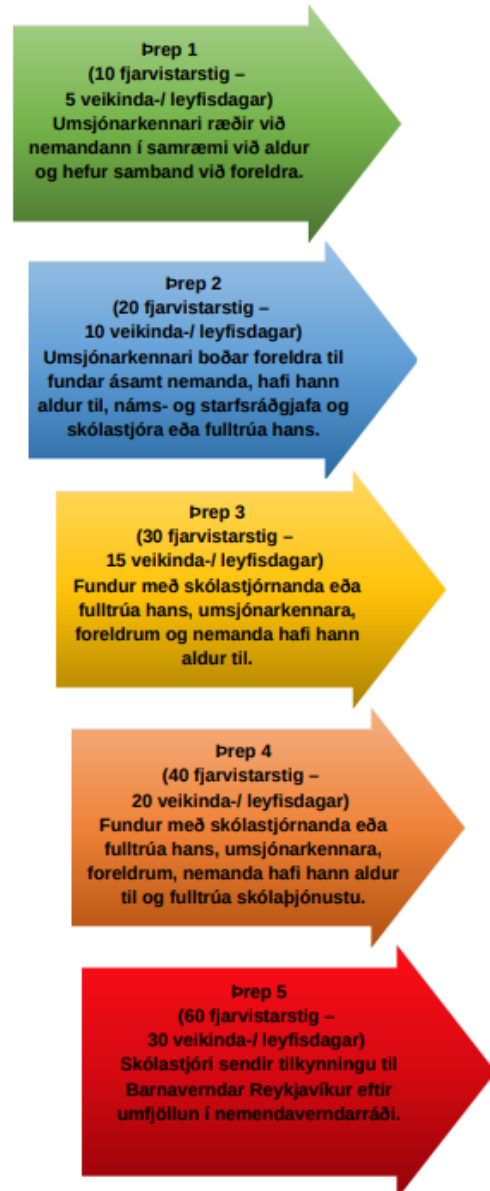 Þrep 1
(10 fjarvistarstig –
5 veikinda-/ leyfisdagar)
Umsjónarkennari ræðir við
nemandann í samræmi við aldur
og hefur samband við foreldra.
Þrep 2
(20 fjarvistarstig –
10 veikinda-/ leyfisdagar)
Umsjónarkennari boðar foreldra til
fundar ásamt nemanda, hafi hann
aldur til, náms- og starfsráðgjafa og
skólastjóra eða fulltrúa hans.
Þrep 3
(30 fjarvistarstig –
15 veikinda-/ leyfisdagar)
Fundur með skólastjórnanda eða
fulltrúa hans, umsjónarkennara,
foreldrum og nemanda hafi hann
aldur til.
Þrep 4
(40 fjarvistarstig –
20 veikinda-/ leyfisdagar)
Fundur með skólastjórnanda eða
fulltrúa hans, umsjónarkennara,
foreldrum, nemanda hafi hann aldur
til og fulltrúa skólaþjónustu.
Þrep 5
(60 fjarvistarstig –
30 veikinda-/ leyfisdagar)
Skólastjóri sendir tilkynningu til
Barnaverndar Reykjavíkur eftir
umfjöllun í nemendaverndarráði.